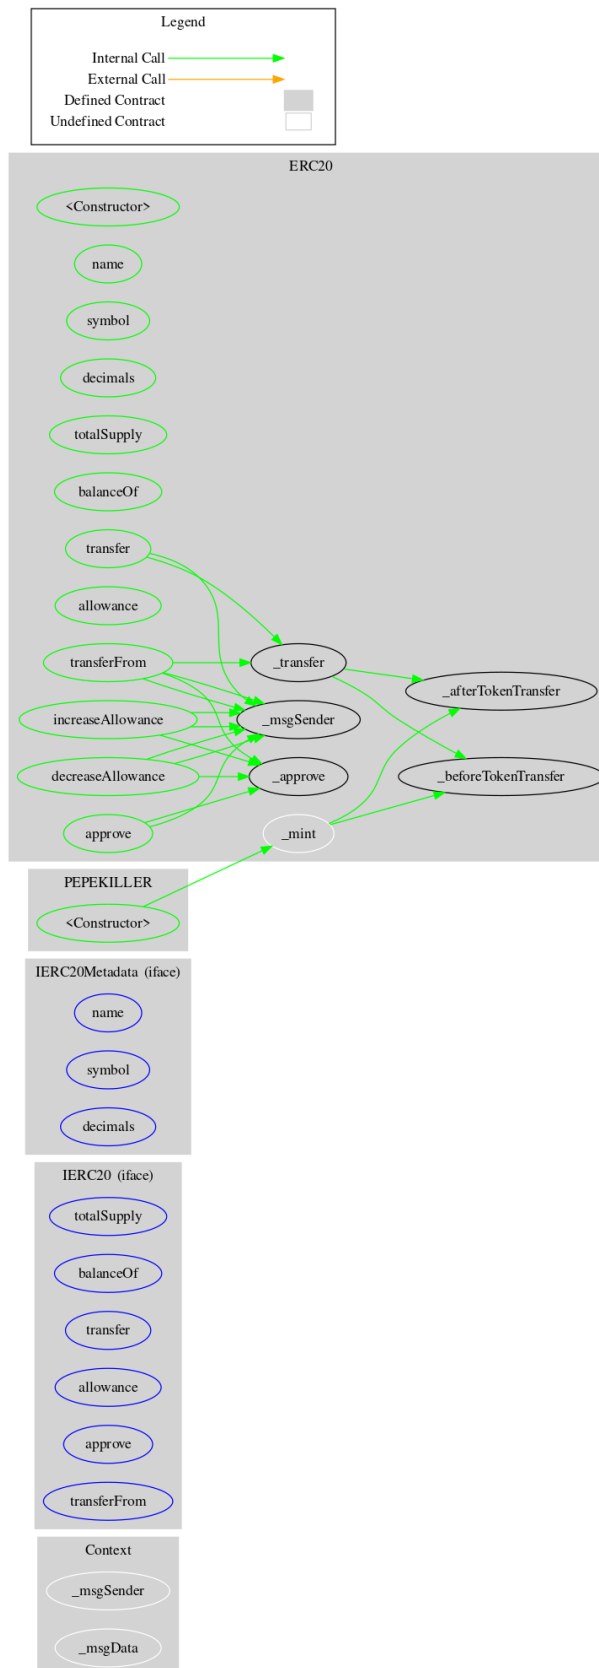 Legend
Internal Call
External Call
Defined Contract
Undefined Contract
ERC20
<Constructor>
name
symbol
decimals
totalSupply
balanceOf
transfer
allowance
transferFrom
_transfer
_afterTokenTransfer
increaseAllowance
_msgSender
decreaseAllowance
_approve
_beforeTokenTransfer
approve
_mint
PEPEKILLER
<Constructor>
IERC20Metadata (iface)
name
symbol
decimals
IERC20 (iface)
totalSupply
balanceOf
transfer
allowance
approve
transferFrom
Context
_msgSender
_msgData